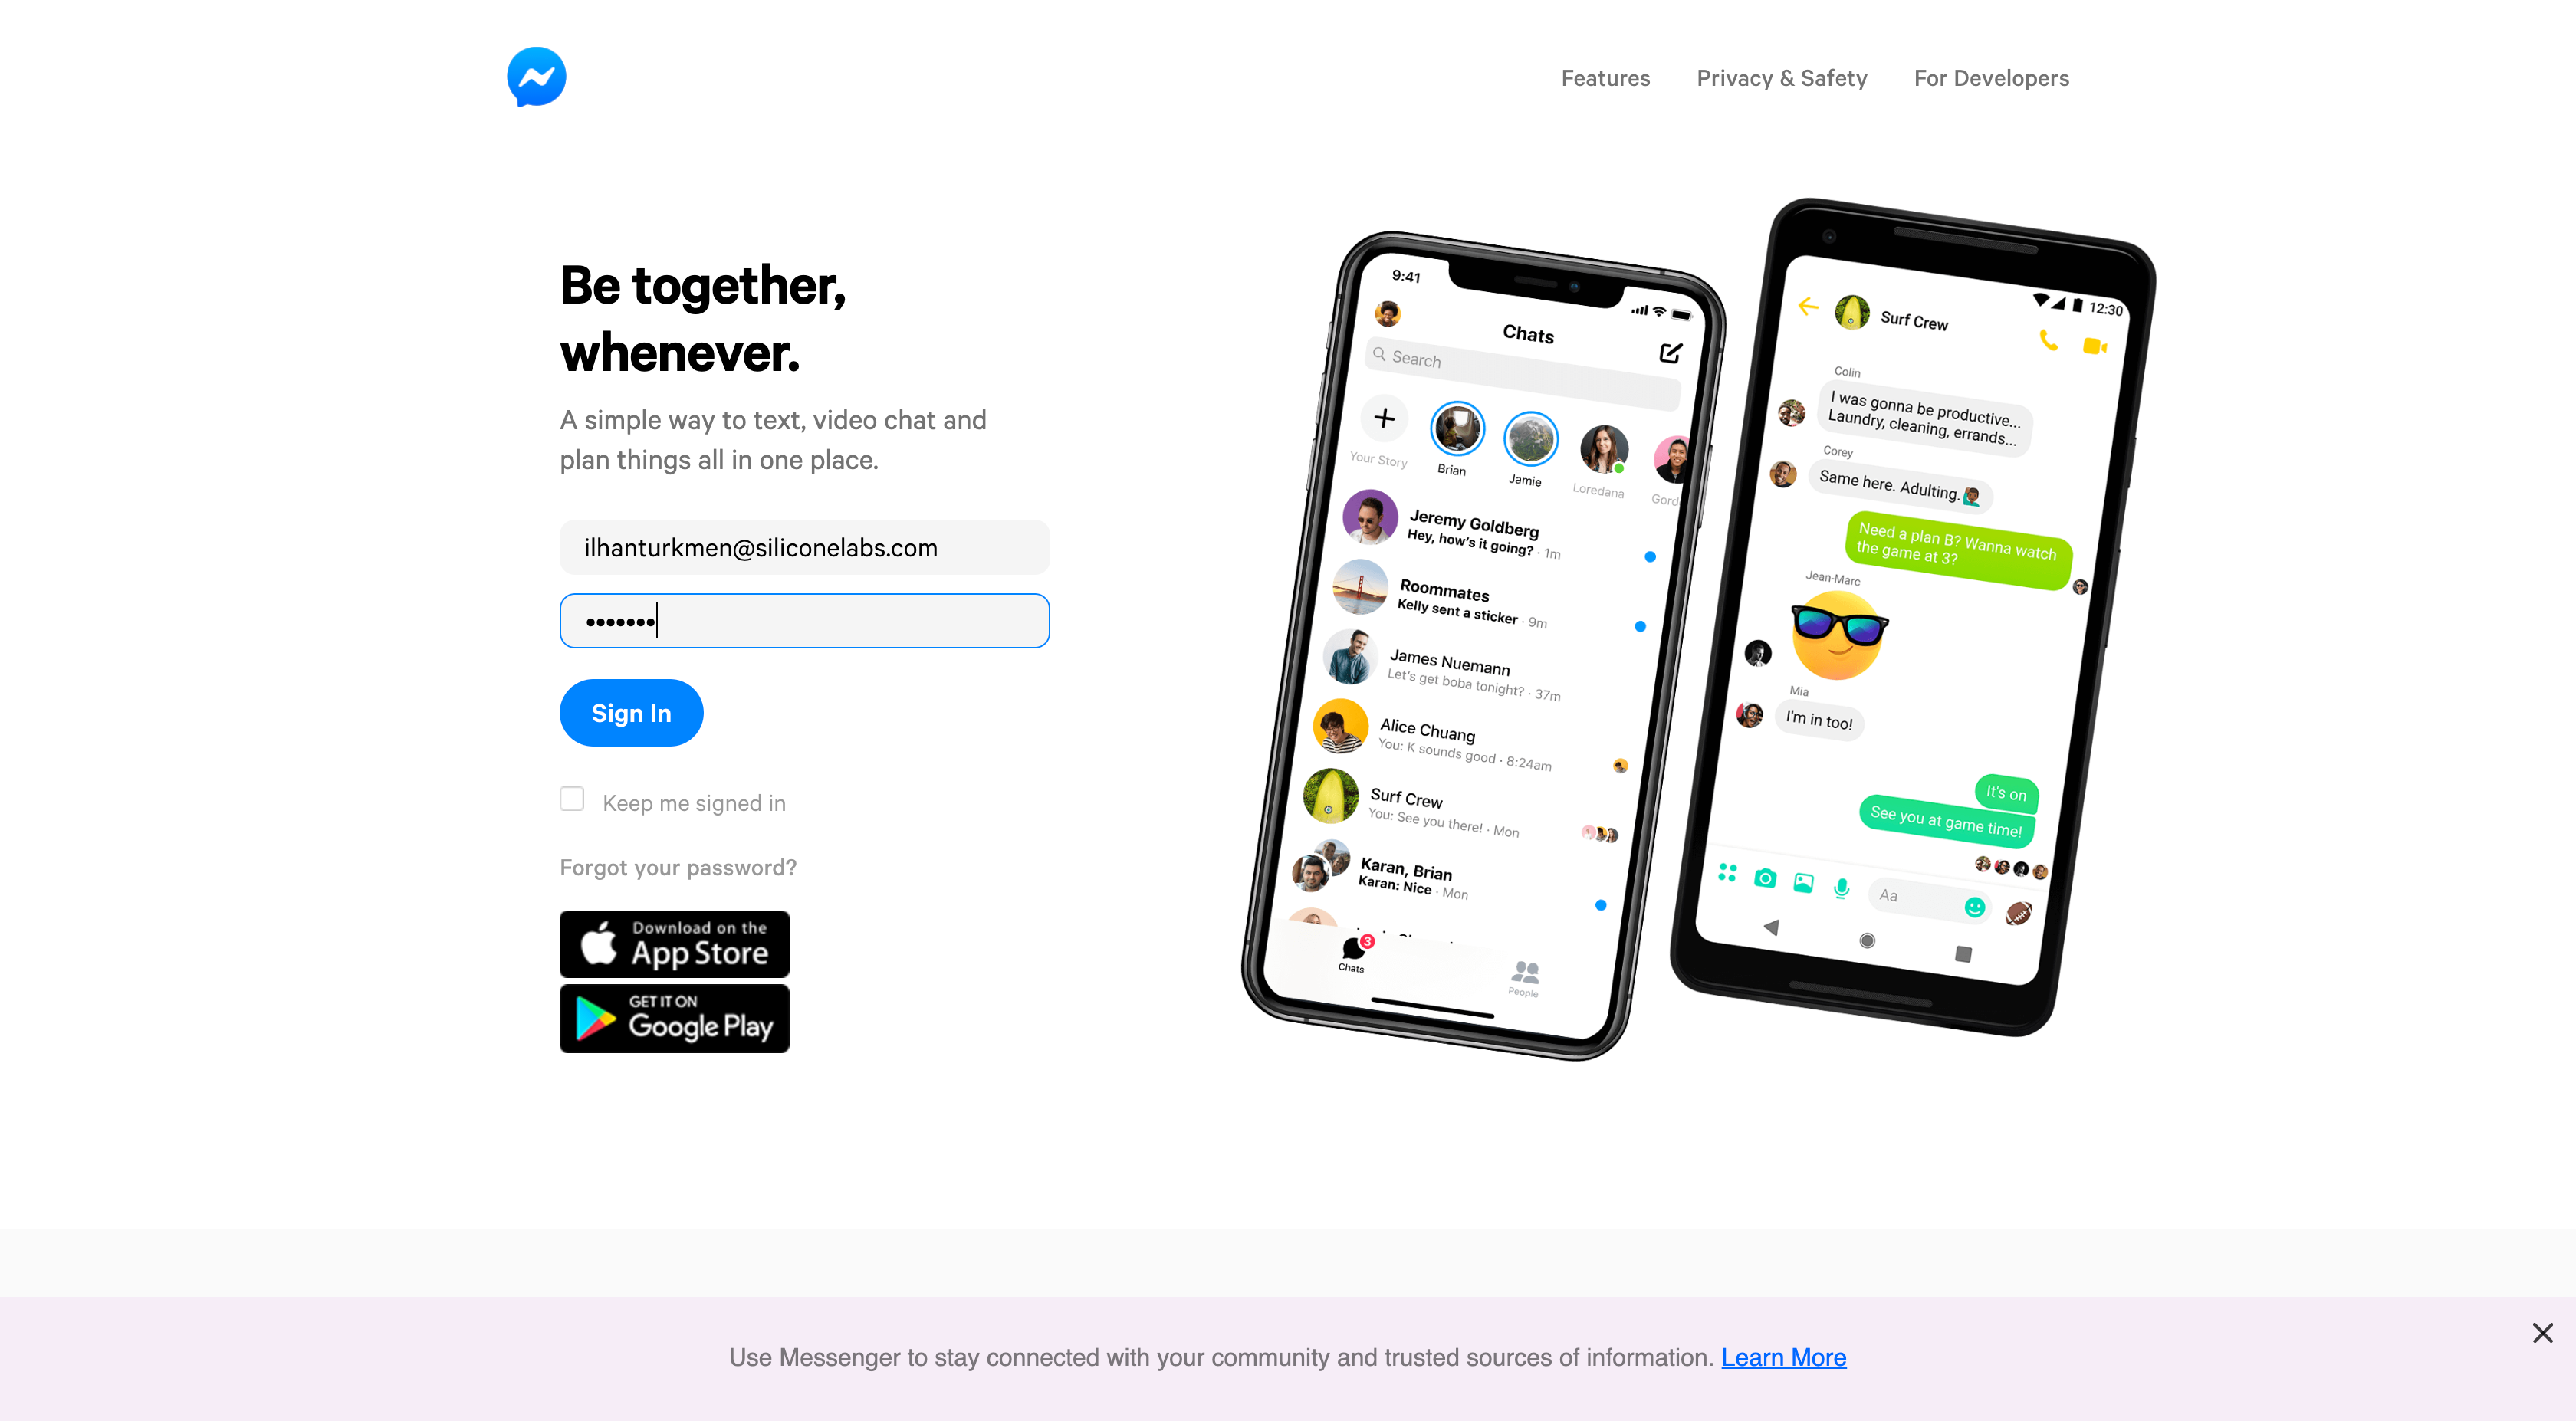 Features
Privacy & Safety
For Developers
Be together,
whenever.
A simple way to text, video chat and
plan things all in one place.
ilhanturkmen@siliconelabs.com
•••••••
Sign In
Keep me signed in
Forgot your password?
Download on the
App Store
GET IT ON
Google Play
9:41
Chats
Search
Your Story
Brian
Jamie
Loredana
Gord
Jeremy Goldberg
Hey, how's it going? · 1m
Roommates
Kelly sent a sticker · 9m
James Nuemann
Let's get boba tonight? · 37m
Alice Chuang
You: K sounds good · 8:24am
Surf Crew
You: See you there! · Mon
Karan, Brian
Karan: Nice · Mon
3
Chats
People
12:30
Surf Crew
Colin
I was gonna be productive...
Laundry, cleaning, errands...
Corey
Same here. Adulting.
Need a plan B? Wanna watch
the game at 3?
Jean-Marc
Mia
I'm in too!
It's on
See you at game time!
Aa
Use Messenger to stay connected with your community and trusted sources of information. Learn More